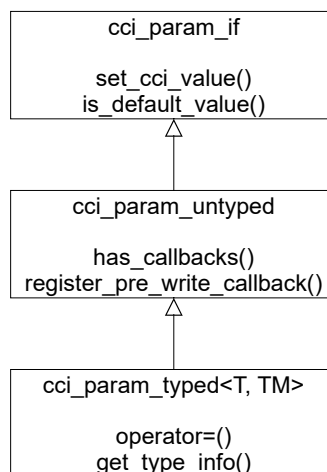 cci_param_if
set_cci_value()
is_default_value()
cci_param_untyped
has_callbacks()
register_pre_write_callback()
cci_param_typed<T, TM>
operator=()
get_type_info()